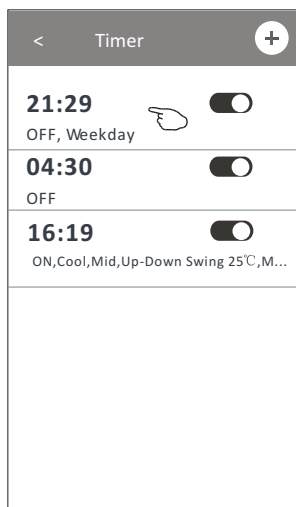 < Timer +
21:29
OFF, Weekday
04:30
OFF
16:19
ON,Cool,Mid,Up-Down Swing 25℃,M...